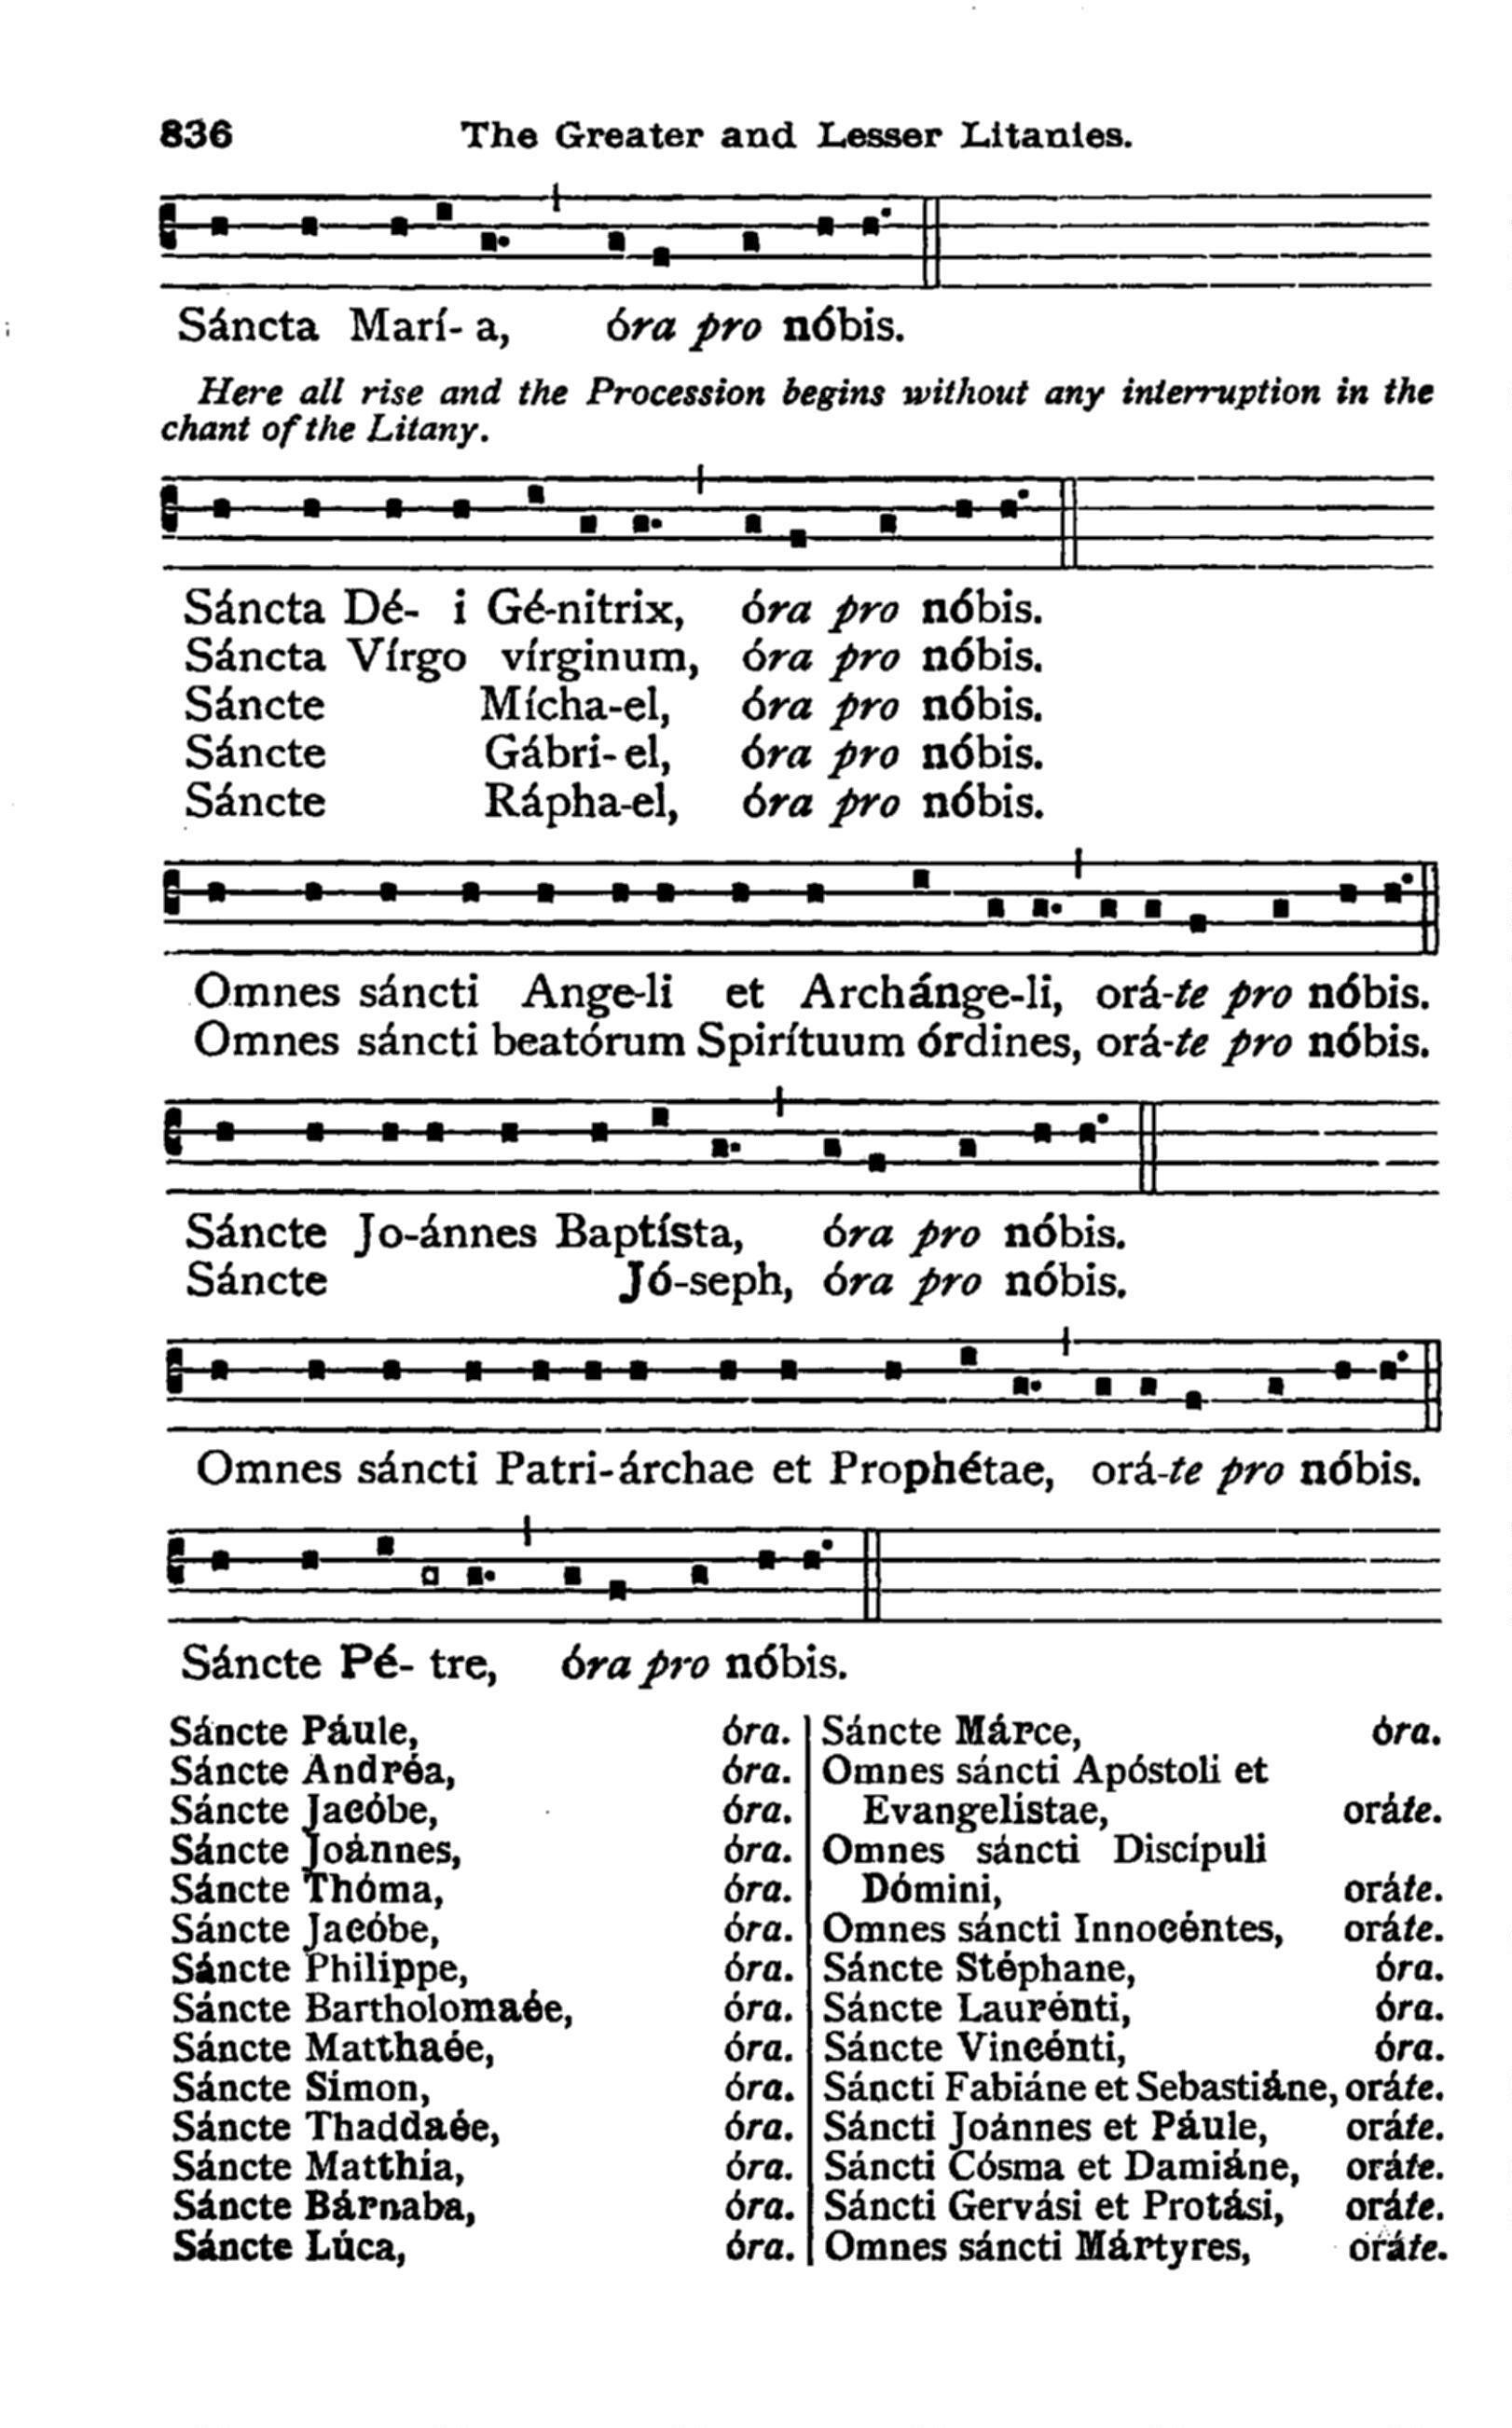 836 The Greater and Lesser Litanies.
Sáncta Marí- a, óra pro nóbis.
Here all rise and the Procession begins without any interruption in the
chant of the Litany.
Sáncta Dé- i Gé-nitrix, óra pro nóbis.
Sáncta Vírgo vírginum, óra pro nóbis.
Sáncte Mícha-el, óra pro nóbis.
Sáncte Gábri-el, óra pro nóbis.
Sáncte Rápha-el, óra pro nóbis.
Omnes sáncti Ange-li et Archánge-li, orá-te pro nóbis.
Omnes sáncti beatórum Spirítuum órdines, orá-te pro nóbis.
Sáncte Jo-ánnes Baptísta, óra pro nóbis.
Sáncte Jó-seph, óra pro nóbis.
Omnes sáncti Patri-árchae et Prophétae, orá-te pro nóbis.
Sáncte Pé- tre, óra pro nóbis.
Sáncte Páule, óra.
Sáncte Andréa, óra.
Sáncte Jacóbe, óra.
Sáncte Joánnes, óra.
Sáncte Thóma, óra.
Sáncte Jacóbe, óra.
Sáncte Philíppe, óra.
Sáncte Bartholomaée, óra.
Sáncte Matthaée, óra.
Sáncte Símon, óra.
Sáncte Thaddaée, óra.
Sáncte Matthía, óra.
Sáncte Bárnaba, óra.
Sáncte Lúca, óra.
Sáncte Márce, óra.
Omnes sáncti Apóstoli et
Evangelístae, oráte.
Omnes sáncti Discípuli
Dómini, oráte.
Omnes sáncti Innocéntes, oráte.
Sáncte Stéphane, óra.
Sáncte Laurénti, óra.
Sáncte Vincénti, óra.
Sáncti Fabiáne et Sebastiáne, oráte.
Sáncti Joánnes et Páule, oráte.
Sáncti Cósma et Damiáne, oráte.
Sáncti Gervási et Protási, oráte.
Omnes sáncti Mártyres, oráte.